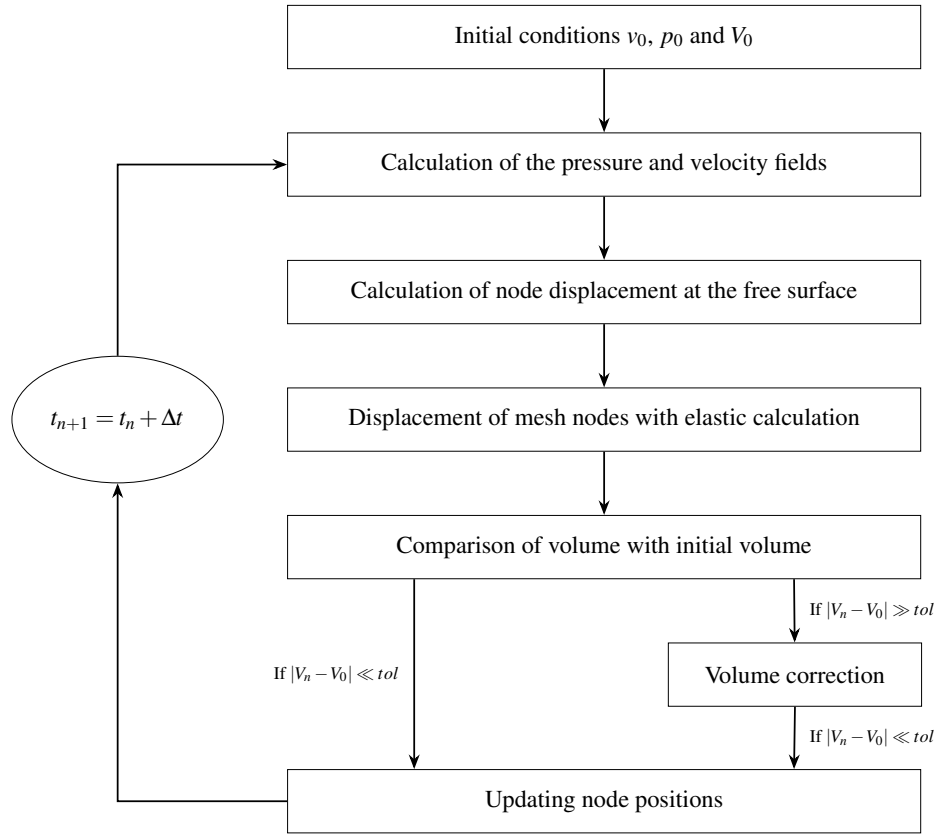 Initial conditions v₀, p₀ and V₀
Calculation of the pressure and velocity fields
Calculation of node displacement at the free surface
tₙ₊₁ = tₙ + Δt
Displacement of mesh nodes with elastic calculation
Comparison of volume with initial volume
If |Vₙ − V₀| ≫ tol
If |Vₙ − V₀| ≪ tol
Volume correction
If |Vₙ − V₀| ≪ tol
Updating node positions